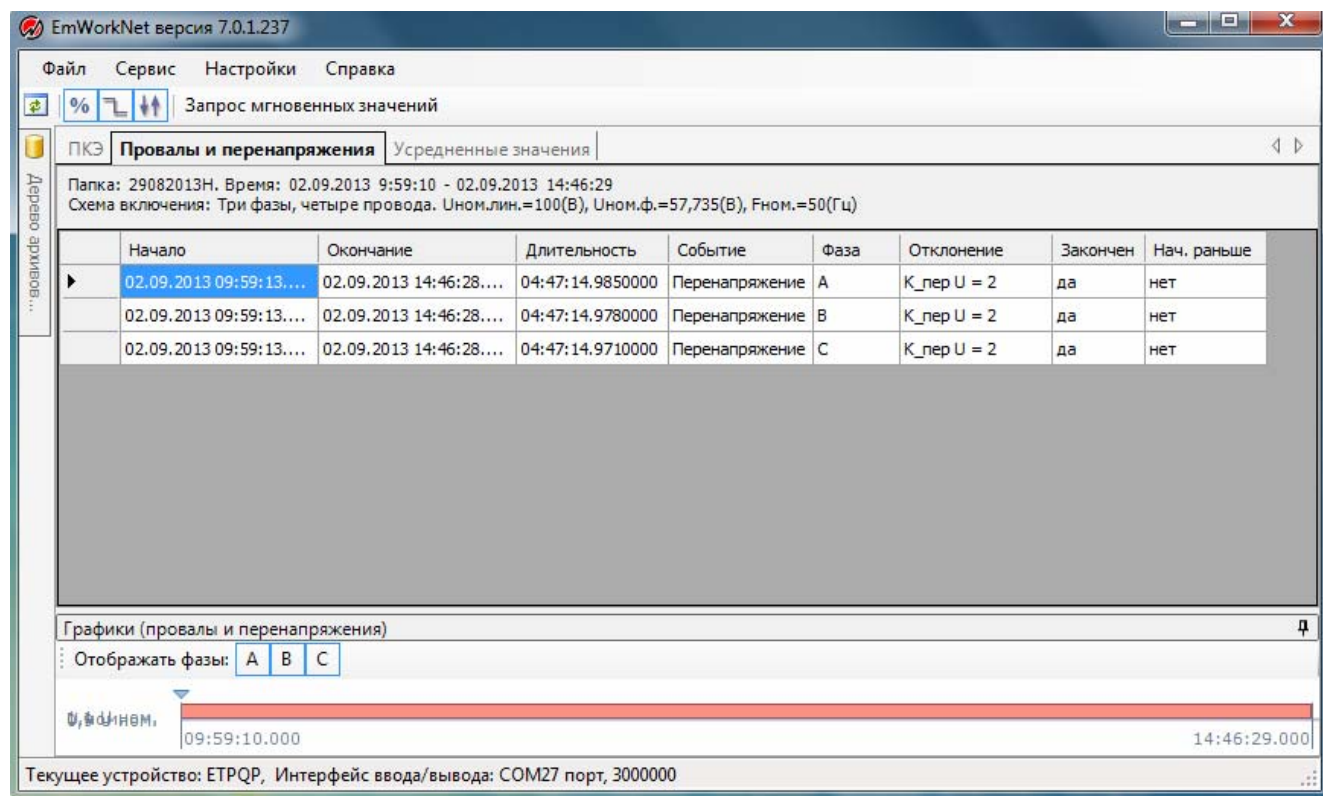 EmWorkNet версия 7.0.1.237
Файл Сервис Настройки Справка
% Запрос мгновенных значений
ПКЭ Провалы и перенапряжения Усредненные значения
Дерево архивов...
Папка: 29082013Н. Время: 02.09.2013 9:59:10 - 02.09.2013 14:46:29
Схема включения: Три фазы, четыре провода. Uном.лин.=100(В), Uном.ф.=57,735(В), Fном.=50(Гц)
Начало Окончание Длительность Событие Фаза Отклонение Закончен Нач. раньше
02.09.2013 09:59:13.... 02.09.2013 14:46:28.... 04:47:14.9850000 Перенапряжение A K_пер U = 2 да нет
02.09.2013 09:59:13.... 02.09.2013 14:46:28.... 04:47:14.9780000 Перенапряжение B K_пер U = 2 да нет
02.09.2013 09:59:13.... 02.09.2013 14:46:28.... 04:47:14.9710000 Перенапряжение C K_пер U = 2 да нет
Графики (провалы и перенапряжения)
Отображать фазы: A B C
09:59:10.000 14:46:29.000
Текущее устройство: ETPQP, Интерфейс ввода/вывода: COM27 порт, 3000000